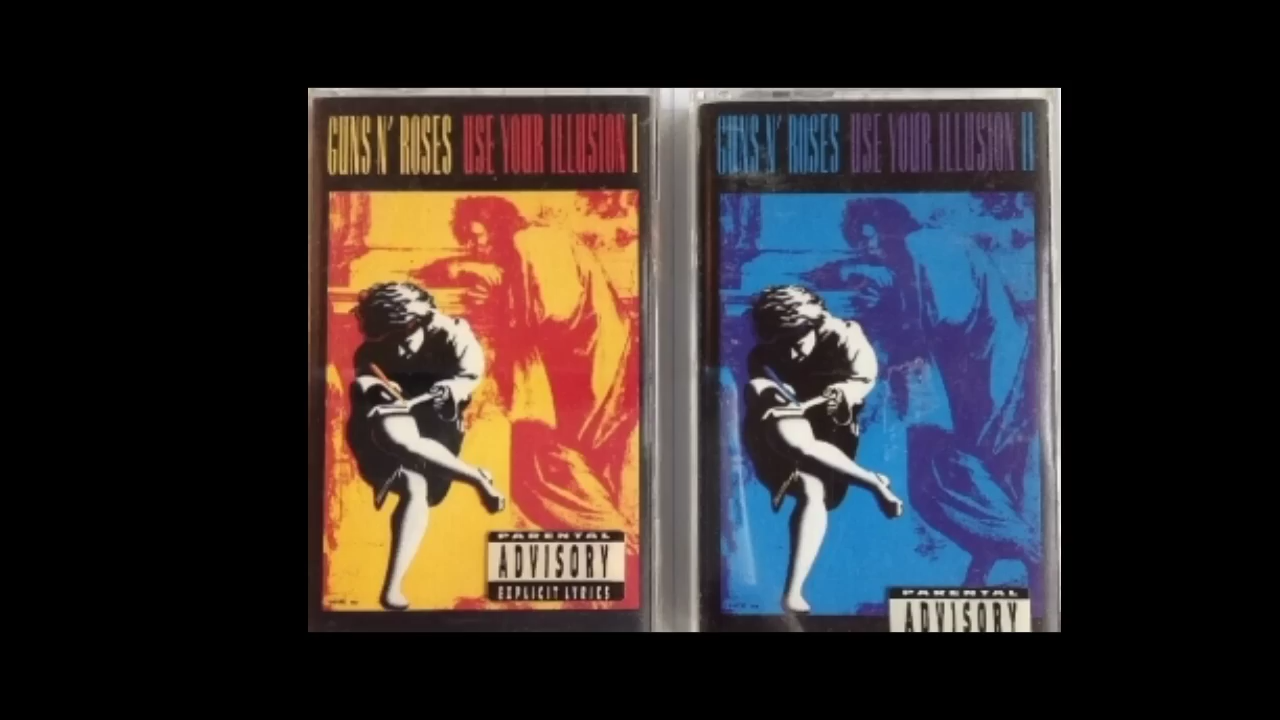 GUNS N' ROSES USE YOUR ILLUSION I
PARENTAL
ADVISORY
EXPLICIT LYRICS
GUNS N' ROSES USE YOUR ILLUSION II
PARENTAL
ADVISORY